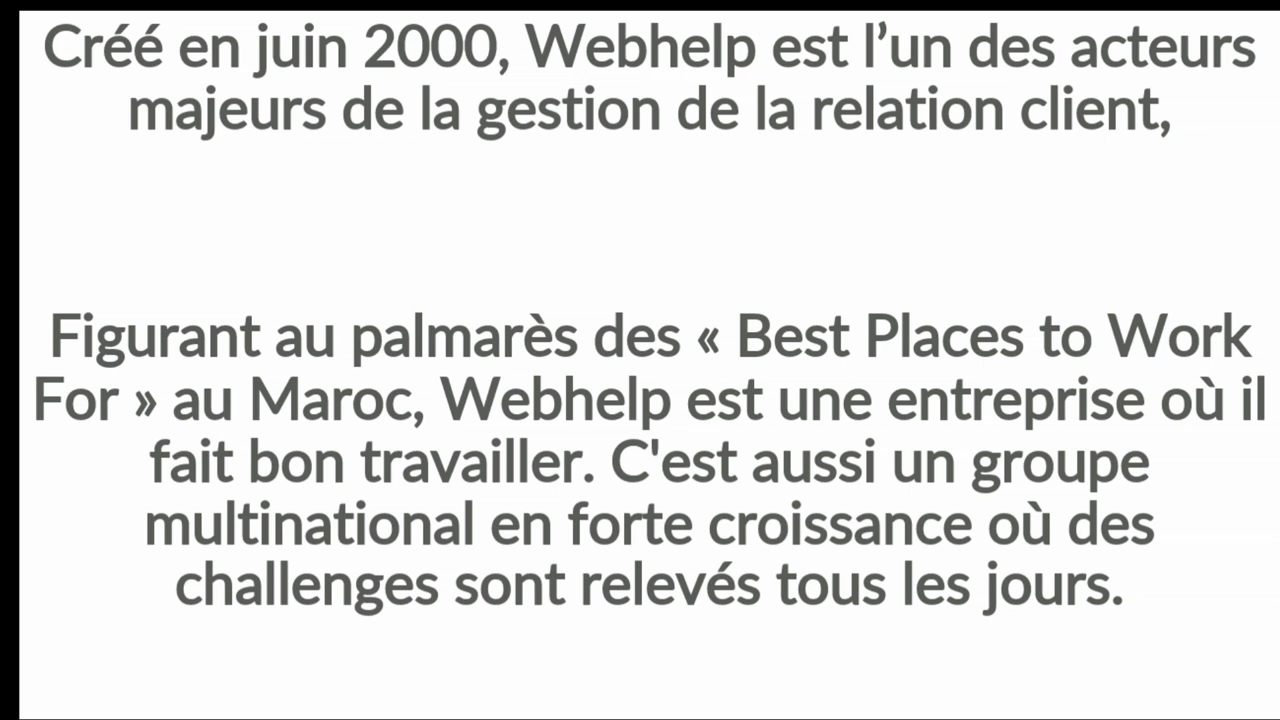 Créé en juin 2000, Webhelp est l’un des acteurs
majeurs de la gestion de la relation client,
Figurant au palmarès des « Best Places to Work
For » au Maroc, Webhelp est une entreprise où il
fait bon travailler. C'est aussi un groupe
multinational en forte croissance où des
challenges sont relevés tous les jours.